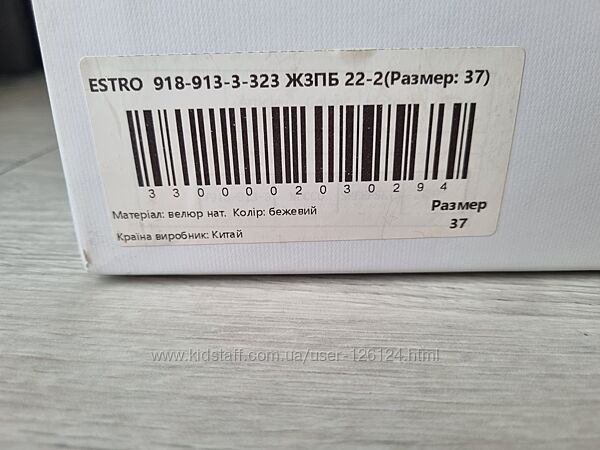 ESTRO 918-913-3-323 ЖЗПБ 22-2(Размер: 37)
3300002030294
Матеріал: велюр нат. Колір: бежевий
Размер
37
Країна виробник: Китай
www.kidstaff.com.ua/user-126124.html